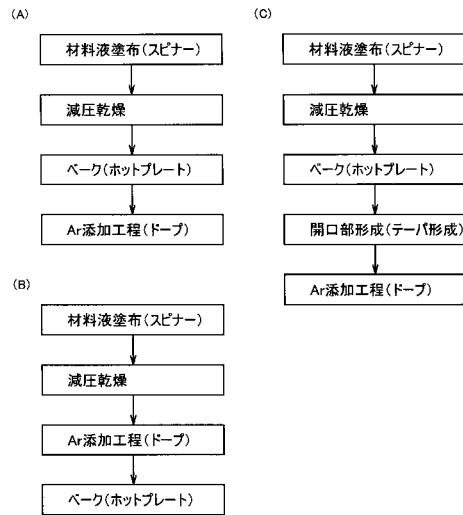 (A)
材料液塗布(スピナー)
減圧乾燥
ベーク(ホットプレート)
Ar添加工程(ドープ)
(B)
材料液塗布(スピナー)
減圧乾燥
Ar添加工程(ドープ)
ベーク(ホットプレート)
(C)
材料液塗布(スピナー)
減圧乾燥
ベーク(ホットプレート)
開口部形成(テーパ形成)
Ar添加工程(ドープ)